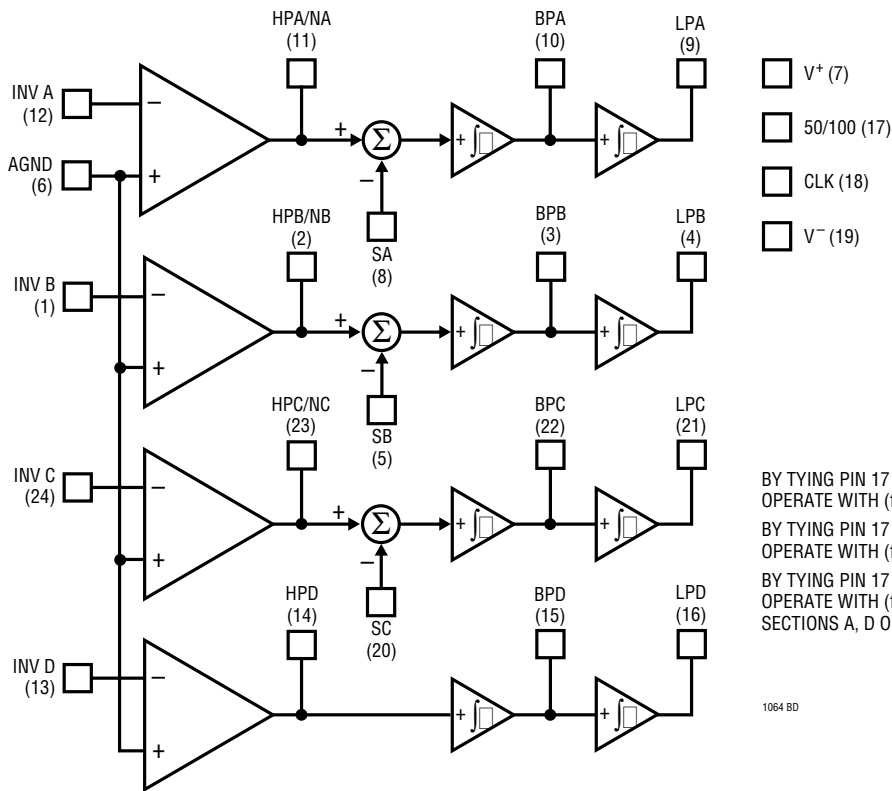 HPA/NA
(11)
BPA
(10)
LPA
(9)
INV A
(12)
AGND
(6)
−
+
+
Σ
−
+ ∫
+ ∫
SA
(8)
HPB/NB
(2)
BPB
(3)
LPB
(4)
INV B
(1)
−
+
+
Σ
−
+ ∫
+ ∫
SB
(5)
HPC/NC
(23)
BPC
(22)
LPC
(21)
INV C
(24)
−
+
+
Σ
−
+ ∫
+ ∫
SC
(20)
HPD
(14)
BPD
(15)
LPD
(16)
INV D
(13)
−
+
+ ∫
+ ∫
V+ (7)
50/100 (17)
CLK (18)
V− (19)
BY TYING PIN 17
OPERATE WITH (
BY TYING PIN 17
OPERATE WITH (
BY TYING PIN 17
OPERATE WITH (
SECTIONS A, D
1064 BD